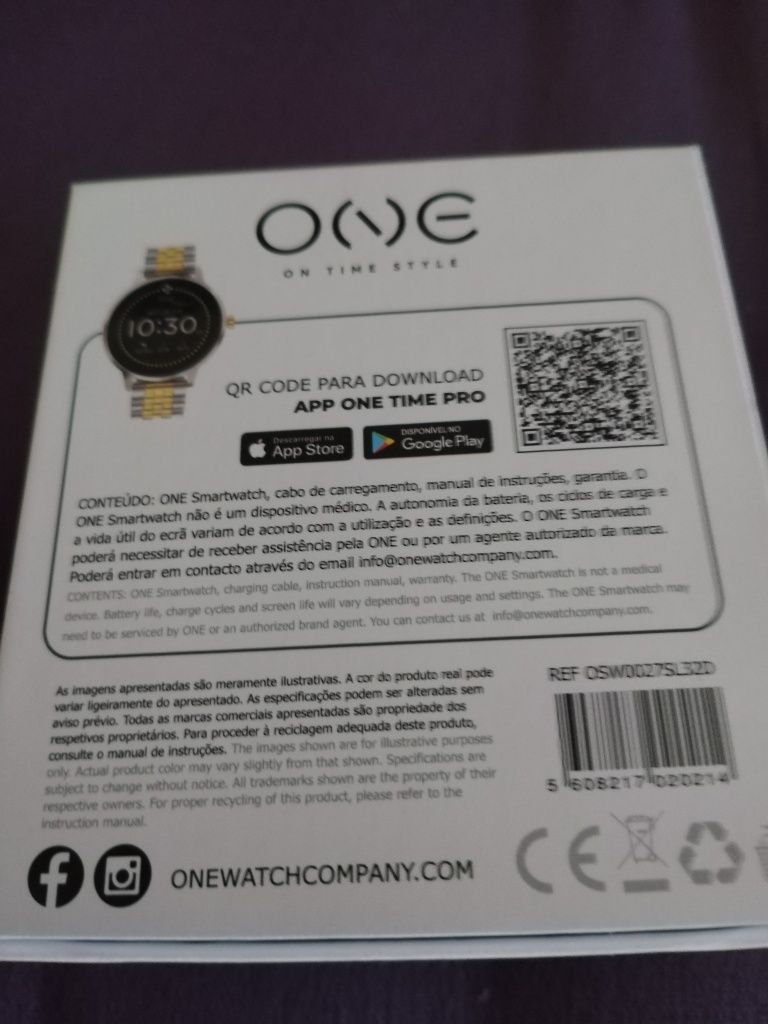 ONE
ON TIME STYLE
10:30
QR CODE PARA DOWNLOAD
APP ONE TIME PRO
Descarregar na
App Store
DISPONÍVEL NO
Google Play
CONTEÚDO: ONE Smartwatch, cabo de carregamento, manual de instruções, garantia. O
ONE Smartwatch não é um dispositivo médico. A autonomia da bateria, os ciclos de carga e
a vida útil do ecrã variam de acordo com a utilização e as definições. O ONE Smartwatch
poderá necessitar de receber assistência pela ONE ou por um agente autorizado da marca.
Poderá entrar em contacto através do email info@onewatchcompany.com.
CONTENTS: ONE Smartwatch, charging cable, instruction manual, warranty. The ONE Smartwatch is not a medical
device. Battery life, charge cycles and screen life will vary depending on usage and settings. The ONE Smartwatch may
need to be serviced by ONE or an authorized brand agent. You can contact us at info@onewatchcompany.com.
As imagens apresentadas são meramente ilustrativas. A cor do produto real pode
variar ligeiramente do apresentado. As especificações podem ser alteradas sem
aviso prévio. Todas as marcas comerciais apresentadas são propriedade dos
respetivos proprietários. Para proceder à reciclagem adequada deste produto,
consulte o manual de instruções. The images shown are for illustrative purposes
only. Actual product color may vary slightly from that shown. Specifications are
subject to change without notice. All trademarks shown are the property of their
respective owners. For proper recycling of this product, please refer to the
instruction manual.
REF OSW0027SL32D
5 608217 020214
ONEWATCHCOMPANY.COM
CE